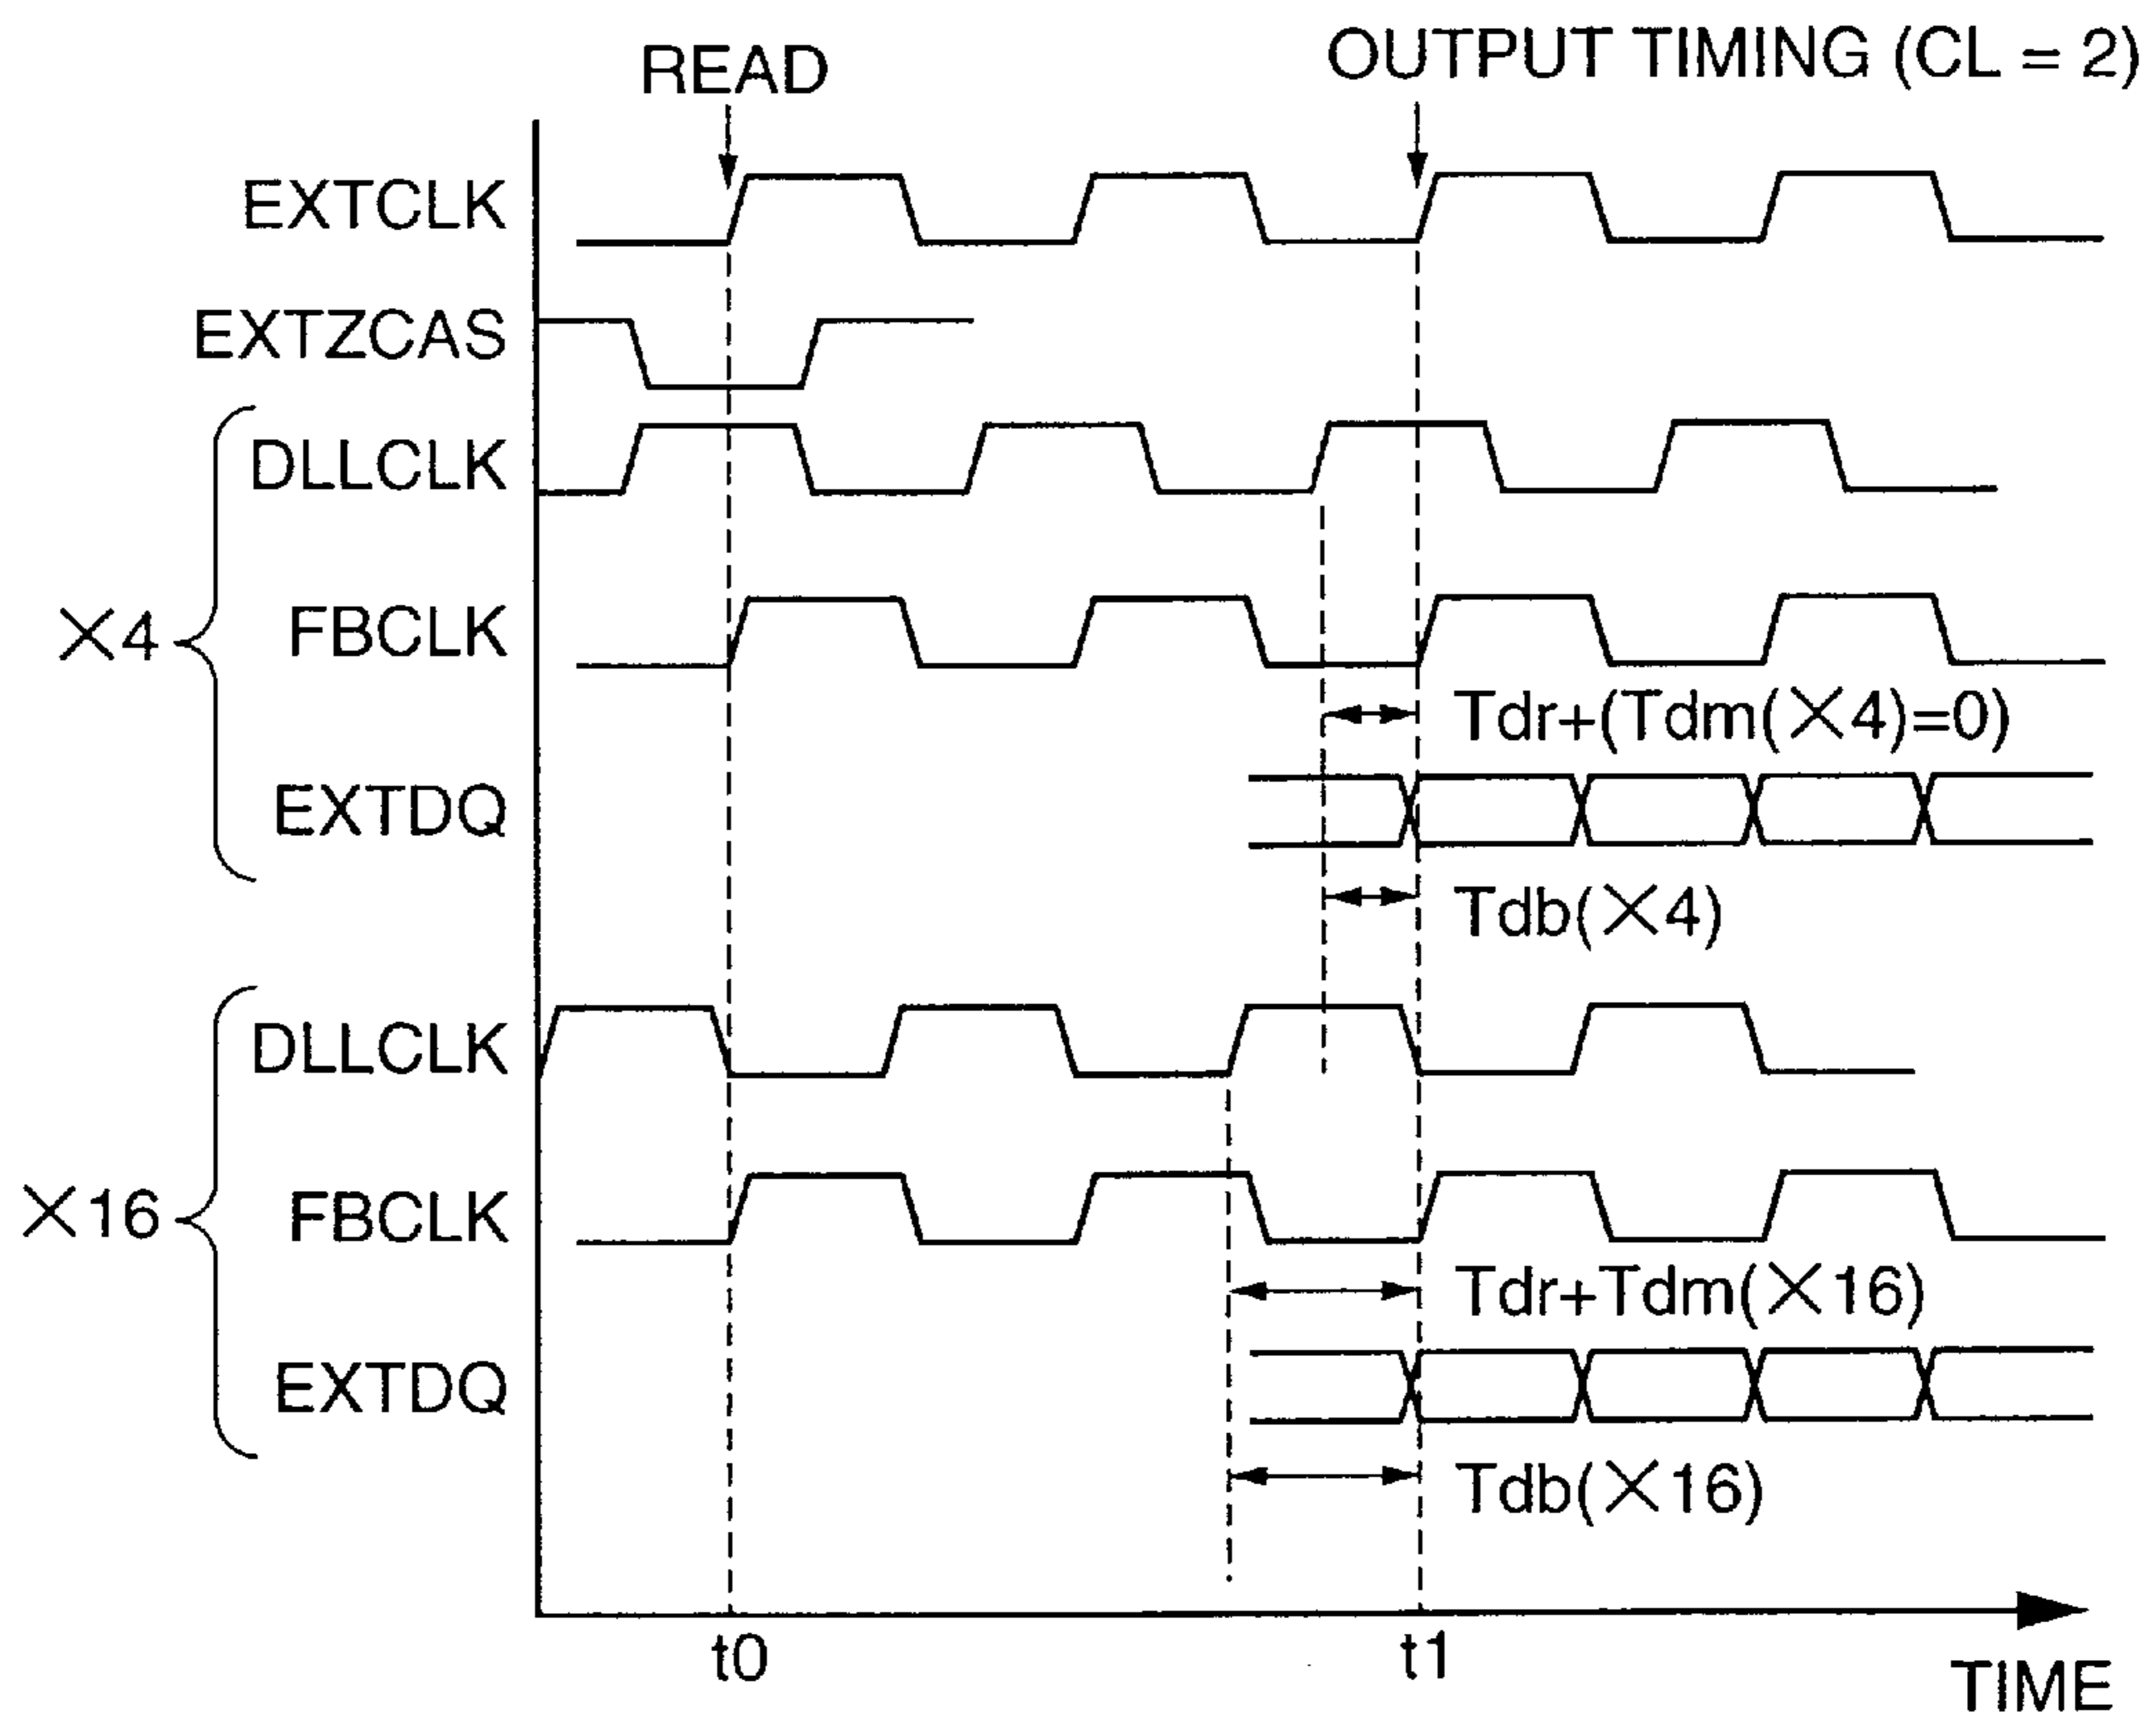 READ
OUTPUT TIMING (CL = 2)
EXTCLK
EXTZCAS
DLLCLK
×4
FBCLK
Tdr+(Tdm(×4)=0)
EXTDQ
Tdb(×4)
DLLCLK
×16
FBCLK
Tdr+Tdm(×16)
EXTDQ
Tdb(×16)
t0
t1
TIME